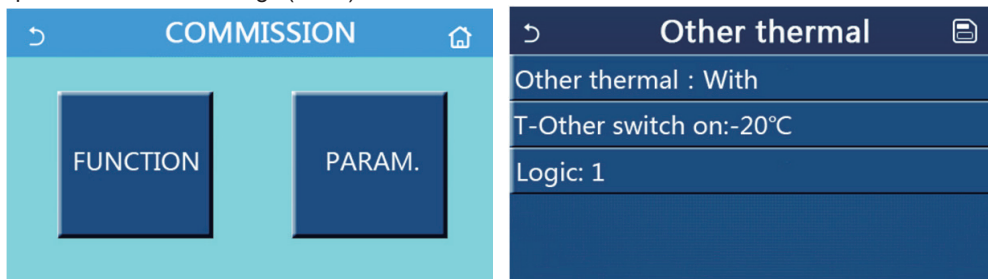 COMMISSION
FUNCTION
PARAM.
Other thermal
Other thermal : With
T-Other switch on:-20℃
Logic: 1